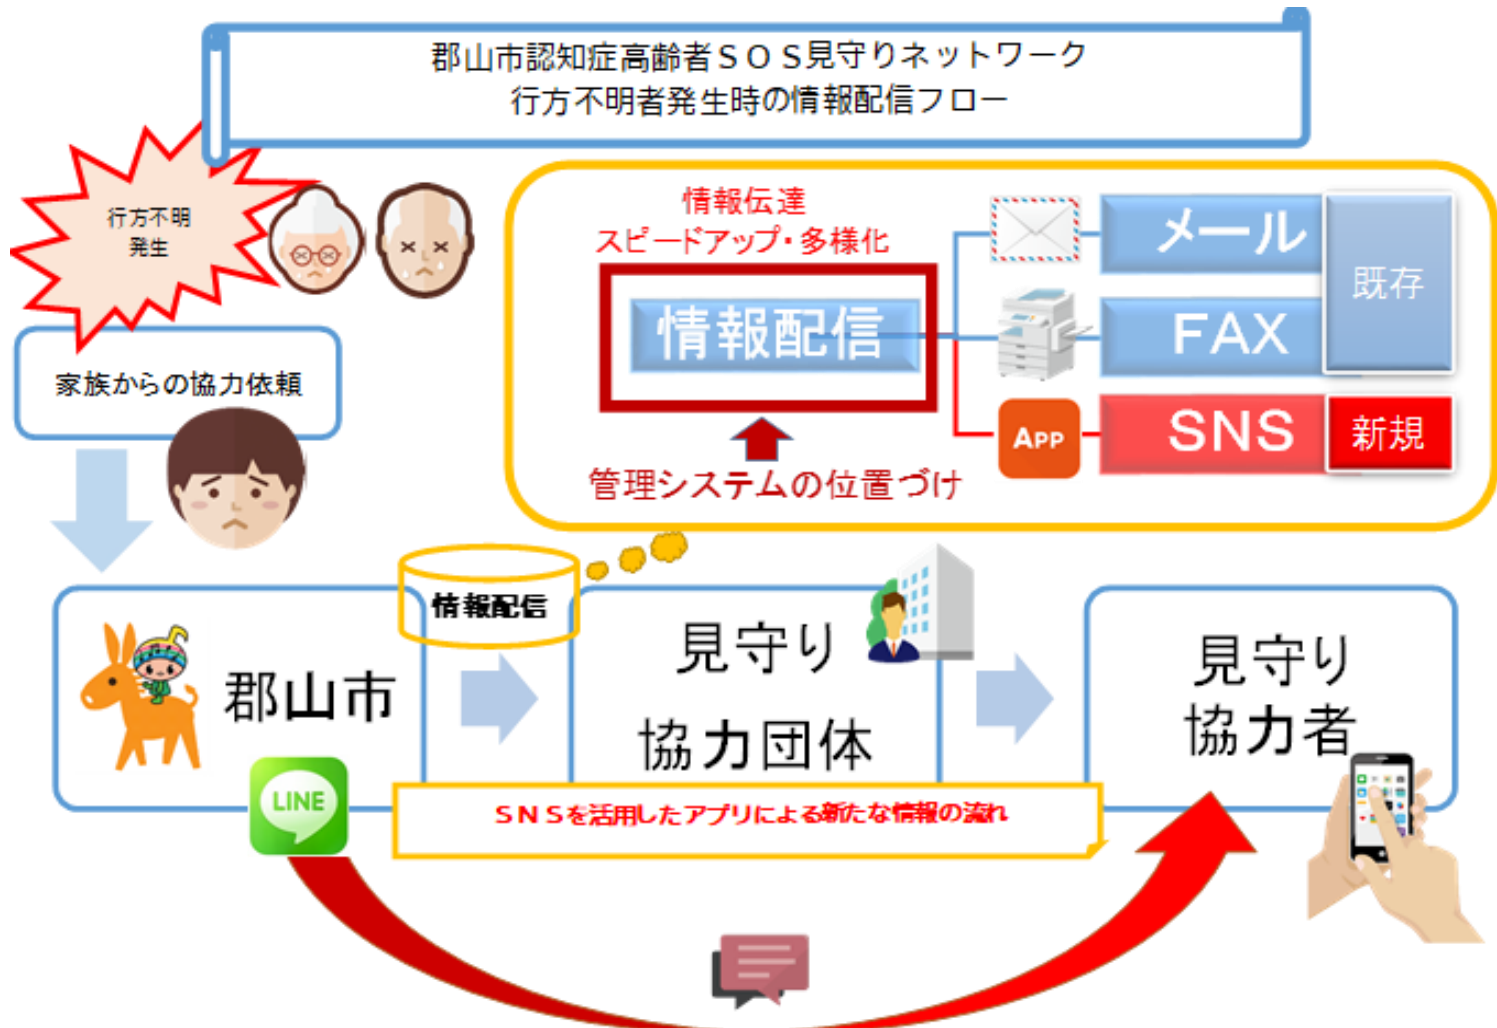 郡山市認知症高齢者ＳＯＳ見守りネットワーク
行方不明者発生時の情報配信フロー
行方不明
発生
家族からの協力依頼
情報伝達
スピードアップ・多様化
情報配信
管理システムの位置づけ
メール
FAX
既存
APP
SNS
新規
情報配信
郡山市
見守り
協力団体
見守り
協力者
LINE
ＳＮＳを活用したアプリによる新たな情報の流れ